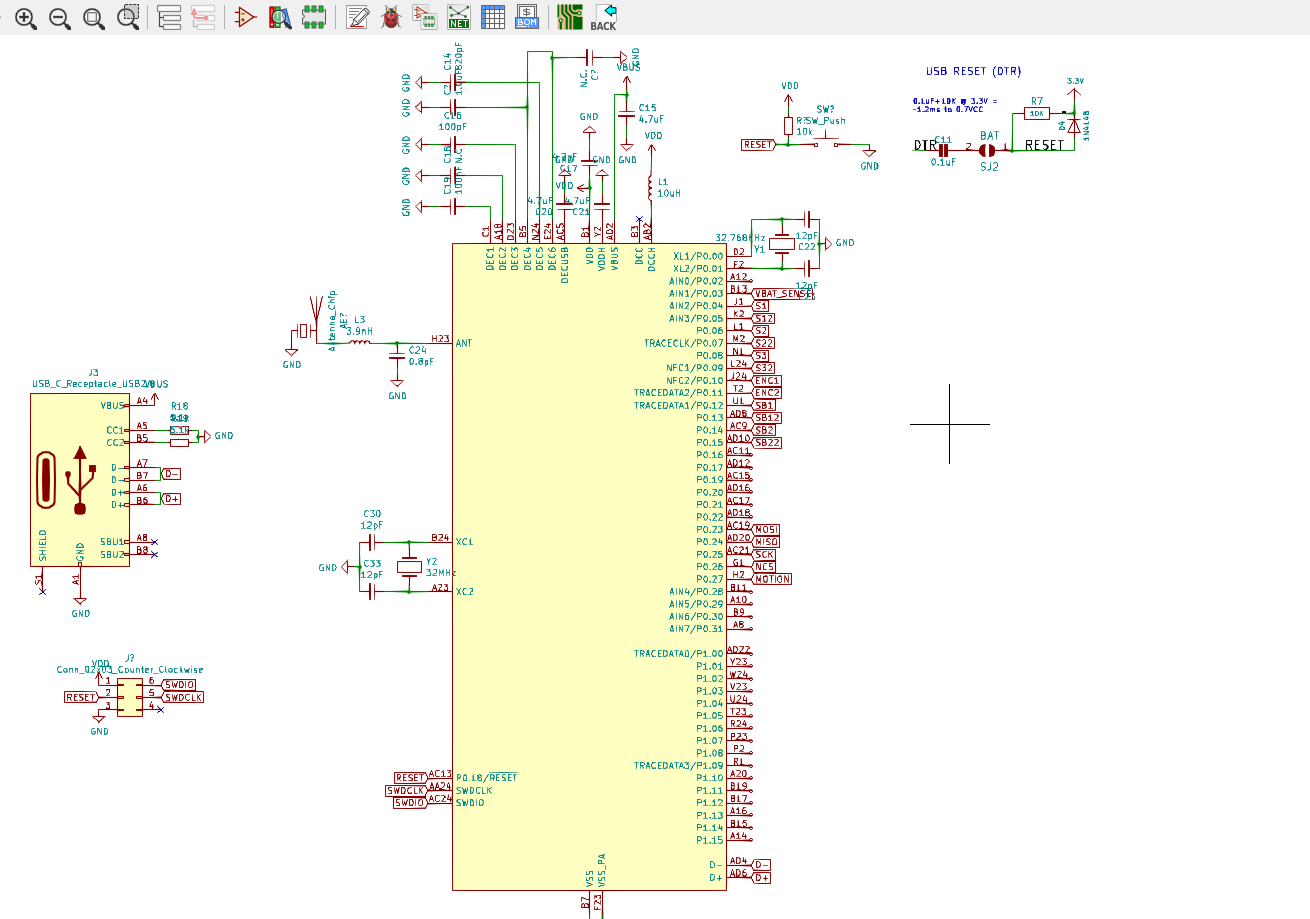 NET
$
BOM
BACK
USB RESET (DTR)
0.1uF+10K @ 3.3V =
~1.2ms to 0.7VCC
3.3V
R7
10K
D4
1N4148
DTR
C11
0.1uF
2
BAT
1
SJ2
RESET
VDD
SW?
SW_Push
10k
RESET
GND
GND
C14
820pF
GND
C16
100pF
GND
GND
GND
N.C.
C?
GND
VBUS
C15
4.7uF
GND
VDD
GND
GND
C17
VDD
4.7uF
C20
4.7uF
C21
L1
10uH
C1
A18
D23
B5
N24
E24
AC5
B1
Y2
AD2
B3
AB2
DEC1
DEC2
DEC3
DEC4
DEC5
DEC6
DECUSB
VDD
VDDH
VBUS
DCC
DCCH
32.768KHz
Y1
12pF
C22
12pF
GND
XL1/P0.00 D2
XL2/P0.01 F2
AIN0/P0.02 A12
AIN1/P0.03 B13 VBAT_SENSE
AIN2/P0.04 J1 S1
AIN3/P0.05 K2 S12
P0.06 L1 S2
TRACECLK/P0.07 M2 S22
P0.08 N1 S3
NFC1/P0.09 L24 S32
NFC2/P0.10 J24 ENC1
TRACEDATA2/P0.11 T2 ENC2
TRACEDATA1/P0.12 U1 SB1
P0.13 AD8 SB12
P0.14 AC9 SB2
P0.15 AD10 SB22
P0.16 AC11
P0.17 AD12
P0.19 AC15
P0.20 AD16
P0.21 AC17
P0.22 AD18
P0.23 AC19 MOSI
P0.24 AD20 MISO
P0.25 AC21 SCK
P0.26 G1 NCS
P0.27 H2 MOTION
AIN4/P0.28 B11
AIN5/P0.29 A10
AIN6/P0.30 B9
AIN7/P0.31 A8
TRACEDATA0/P1.00 AD22
P1.01 Y23
P1.02 W24
P1.03 V23
P1.04 U24
P1.05 T23
P1.06 R24
P1.07 P23
P1.08 P2
TRACEDATA3/P1.09 R1
P1.10 A20
P1.11 B19
P1.12 B17
P1.13 A16
P1.14 B15
P1.15 A14
D- AD4 D-
D+ AD6 D+
Antenna_Chip
AE?
GND
L3
3.9nH
C24
0.8pF
GND
H23 ANT
J3
USB_C_Receptacle_USB2.0
VBUS
VBUS A4
CC1 A5
CC2 B5
R18
5.1k
GND
D- A7
D- B7
D-
D+ A6
D+ B6
D+
SBU1 A8
SBU2 B8
SHIELD
GND
S1
A1
GND
C30
12pF
C33
12pF
GND
Y2
32MHz
B24 XC1
A23 XC2
J?
VDD
Conn_02x03_Counter_Clockwise
1
6 SWDIO
RESET 2
5 SWDCLK
3
4
GND
RESET AC13 P0.18/RESET
SWDCLK AA24 SWDCLK
SWDIO AC24 SWDIO
VSS
VSS_PA
B7
F23